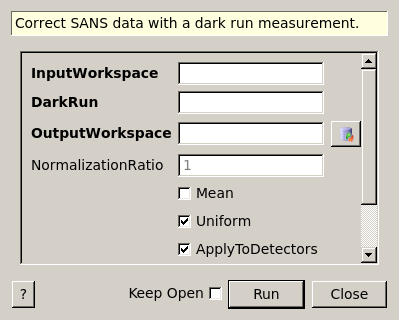 Correct SANS data with a dark run measurement.
InputWorkspace
DarkRun
OutputWorkspace
NormalizationRatio 1
Mean
Uniform
ApplyToDetectors
? Keep Open Run Close